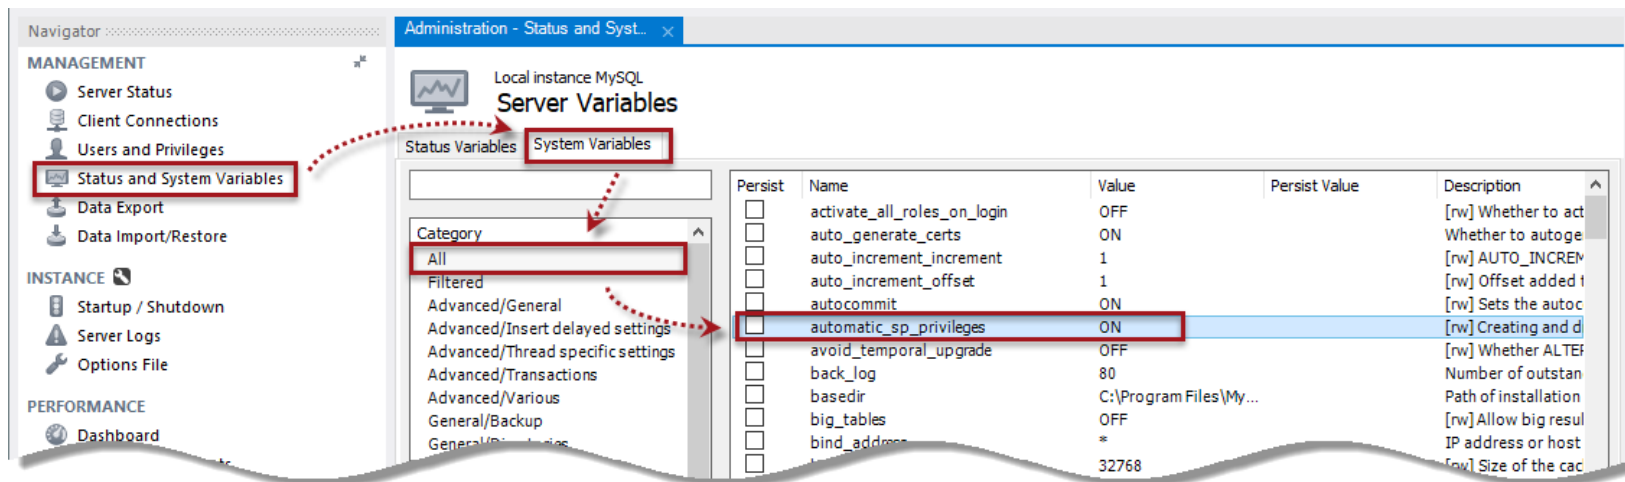 Navigator
MANAGEMENT
Server Status
Client Connections
Users and Privileges
Status and System Variables
Data Export
Data Import/Restore
INSTANCE
Startup / Shutdown
Server Logs
Options File
PERFORMANCE
Dashboard
Administration - Status and Syst...
Local instance MySQL
Server Variables
Status Variables System Variables
Category
All
Filtered
Advanced/General
Advanced/Insert delayed settings
Advanced/Thread specific settings
Advanced/Transactions
Advanced/Various
General/Backup
Persist Name Value Persist Value Description
activate_all_roles_on_login OFF [rw] Whether to act
auto_generate_certs ON Whether to autoge
auto_increment_increment 1 [rw] AUTO_INCREM
auto_increment_offset 1 [rw] Offset added t
autocommit ON [rw] Sets the autoc
automatic_sp_privileges ON [rw] Creating and d
avoid_temporal_upgrade OFF [rw] Whether ALTER
back_log 80 Number of outstan
basedir C:\Program Files\My... Path of installation
big_tables OFF [rw] Allow big resul
bind_address * IP address or host
32768 [rw] Size of the cac